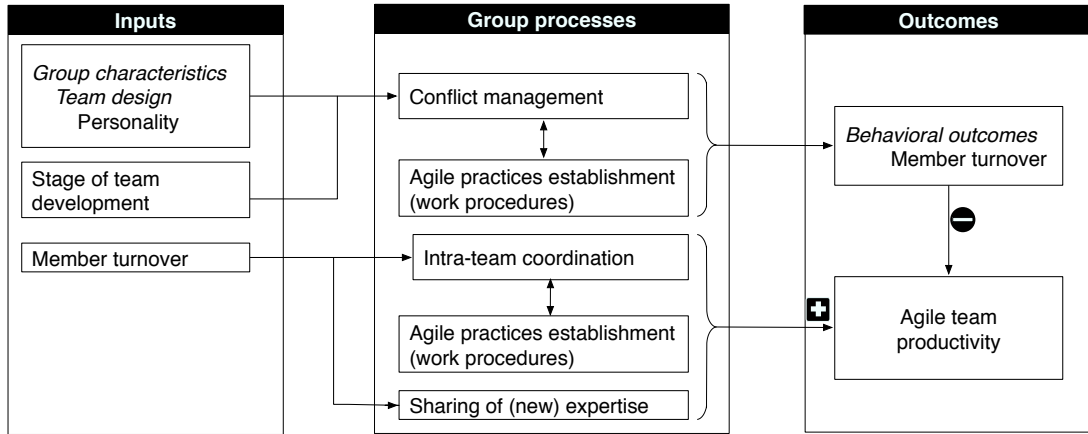 Inputs
Group characteristics
Team design
Personality
Stage of team
development
Member turnover
Group processes
Conflict management
Agile practices establishment
(work procedures)
Intra-team coordination
Agile practices establishment
(work procedures)
Sharing of (new) expertise
Outcomes
Behavioral outcomes
Member turnover
Agile team
productivity